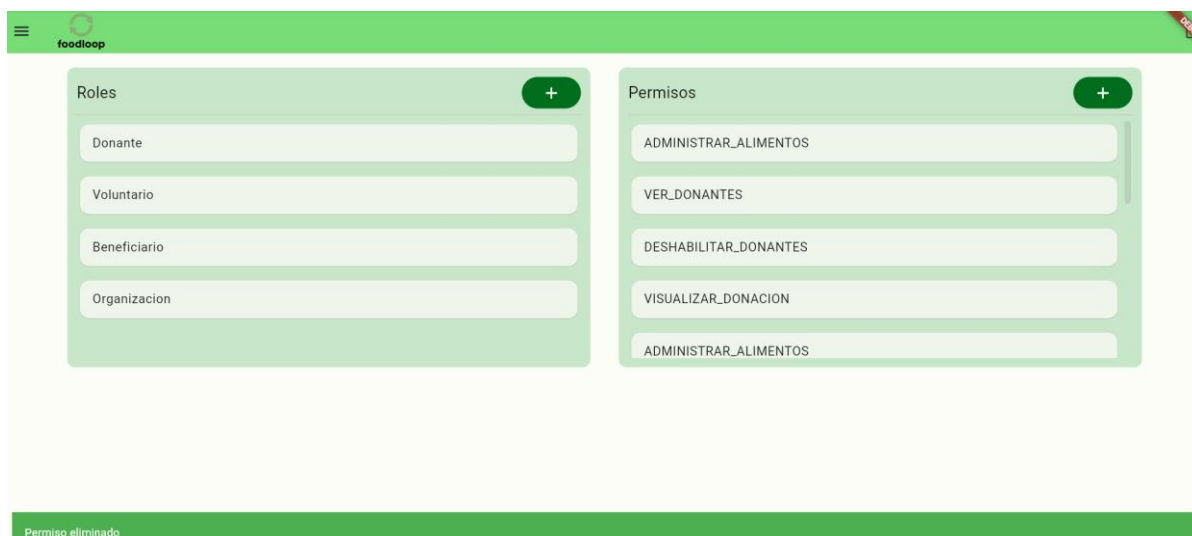 foodloop
Roles
+
Donante
Voluntario
Beneficiario
Organizacion
Permisos
+
ADMINISTRAR_ALIMENTOS
VER_DONANTES
DESHABILITAR_DONANTES
VISUALIZAR_DONACION
ADMINISTRAR_ALIMENTOS
Permiso eliminado